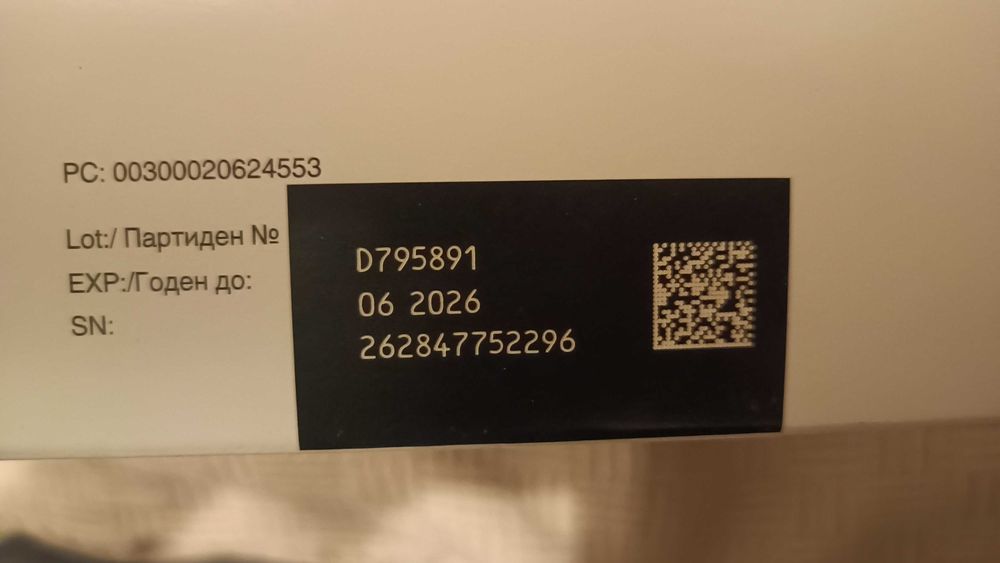 PC: 00300020624553
Lot:/ Партиден № D795891
EXP:/Годен до: 06 2026
SN: 262847752296